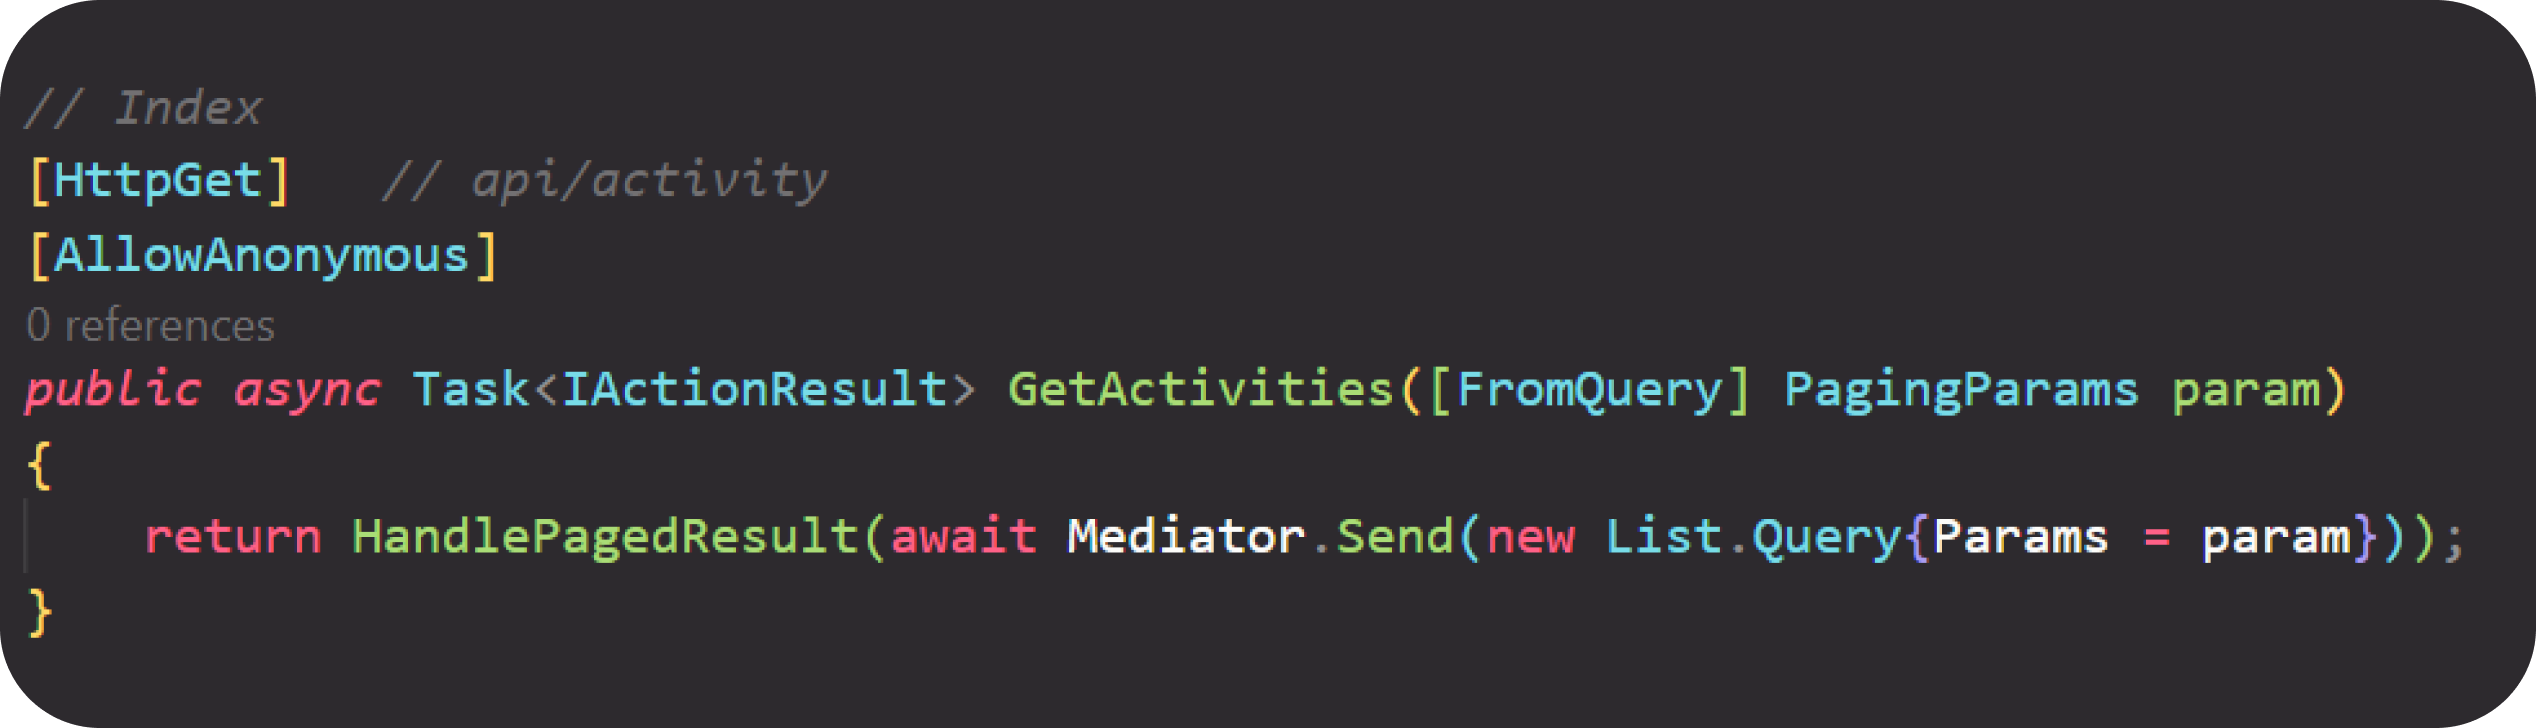 // Index
[HttpGet]   // api/activity
[AllowAnonymous]
0 references
public async Task<IActionResult> GetActivities([FromQuery] PagingParams param)
{
    return HandlePagedResult(await Mediator.Send(new List.Query{Params = param}));
}